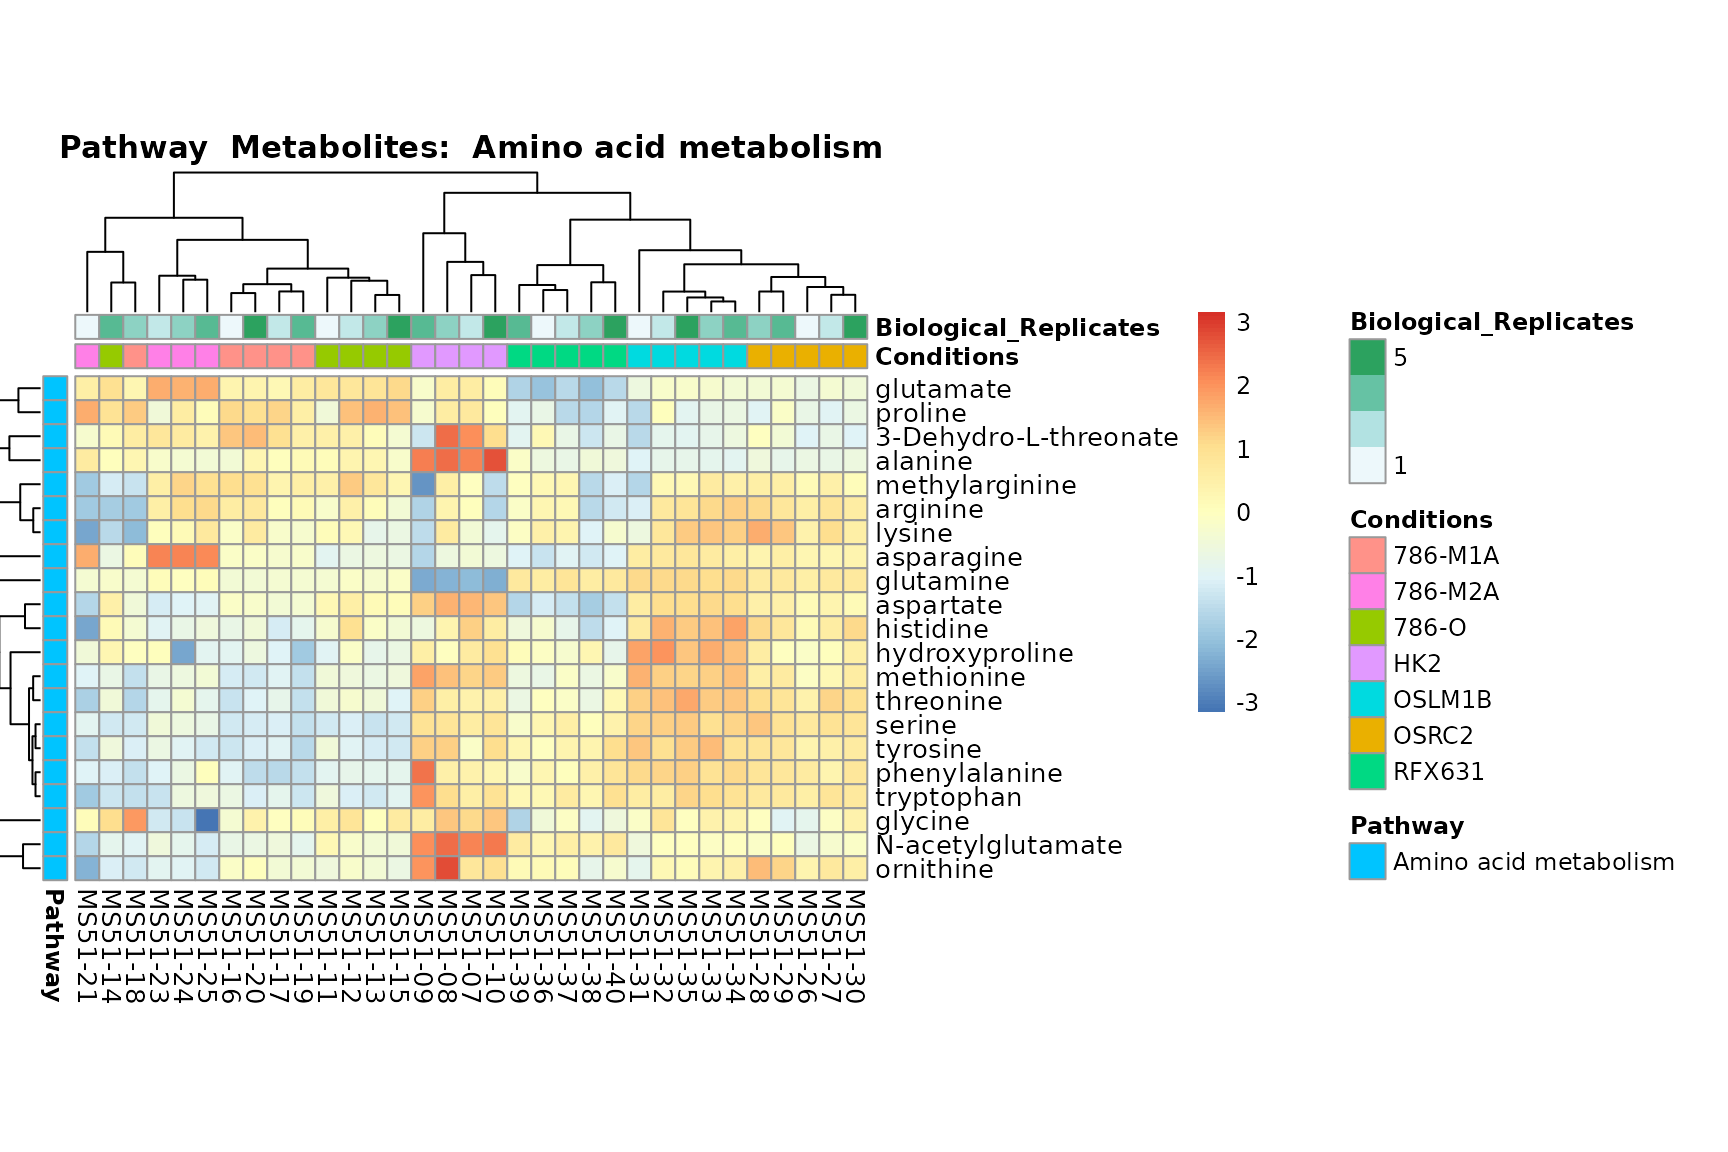 Pathway  Metabolites:  Amino acid metabolism
Biological_Replicates
Conditions
glutamate
proline
3-Dehydro-L-threonate
alanine
methylarginine
arginine
lysine
asparagine
glutamine
aspartate
histidine
hydroxyproline
methionine
threonine
serine
tyrosine
phenylalanine
tryptophan
glycine
N-acetylglutamate
ornithine
Pathway
MS51-21
MS51-14
MS51-18
MS51-23
MS51-24
MS51-25
MS51-16
MS51-20
MS51-17
MS51-19
MS51-11
MS51-12
MS51-13
MS51-15
MS51-09
MS51-08
MS51-07
MS51-10
MS51-39
MS51-36
MS51-37
MS51-38
MS51-40
MS51-31
MS51-32
MS51-35
MS51-33
MS51-34
MS51-28
MS51-29
MS51-26
MS51-27
MS51-30
3
2
1
0
-1
-2
-3
Biological_Replicates
5
1
Conditions
786-M1A
786-M2A
786-O
HK2
OSLM1B
OSRC2
RFX631
Pathway
Amino acid metabolism